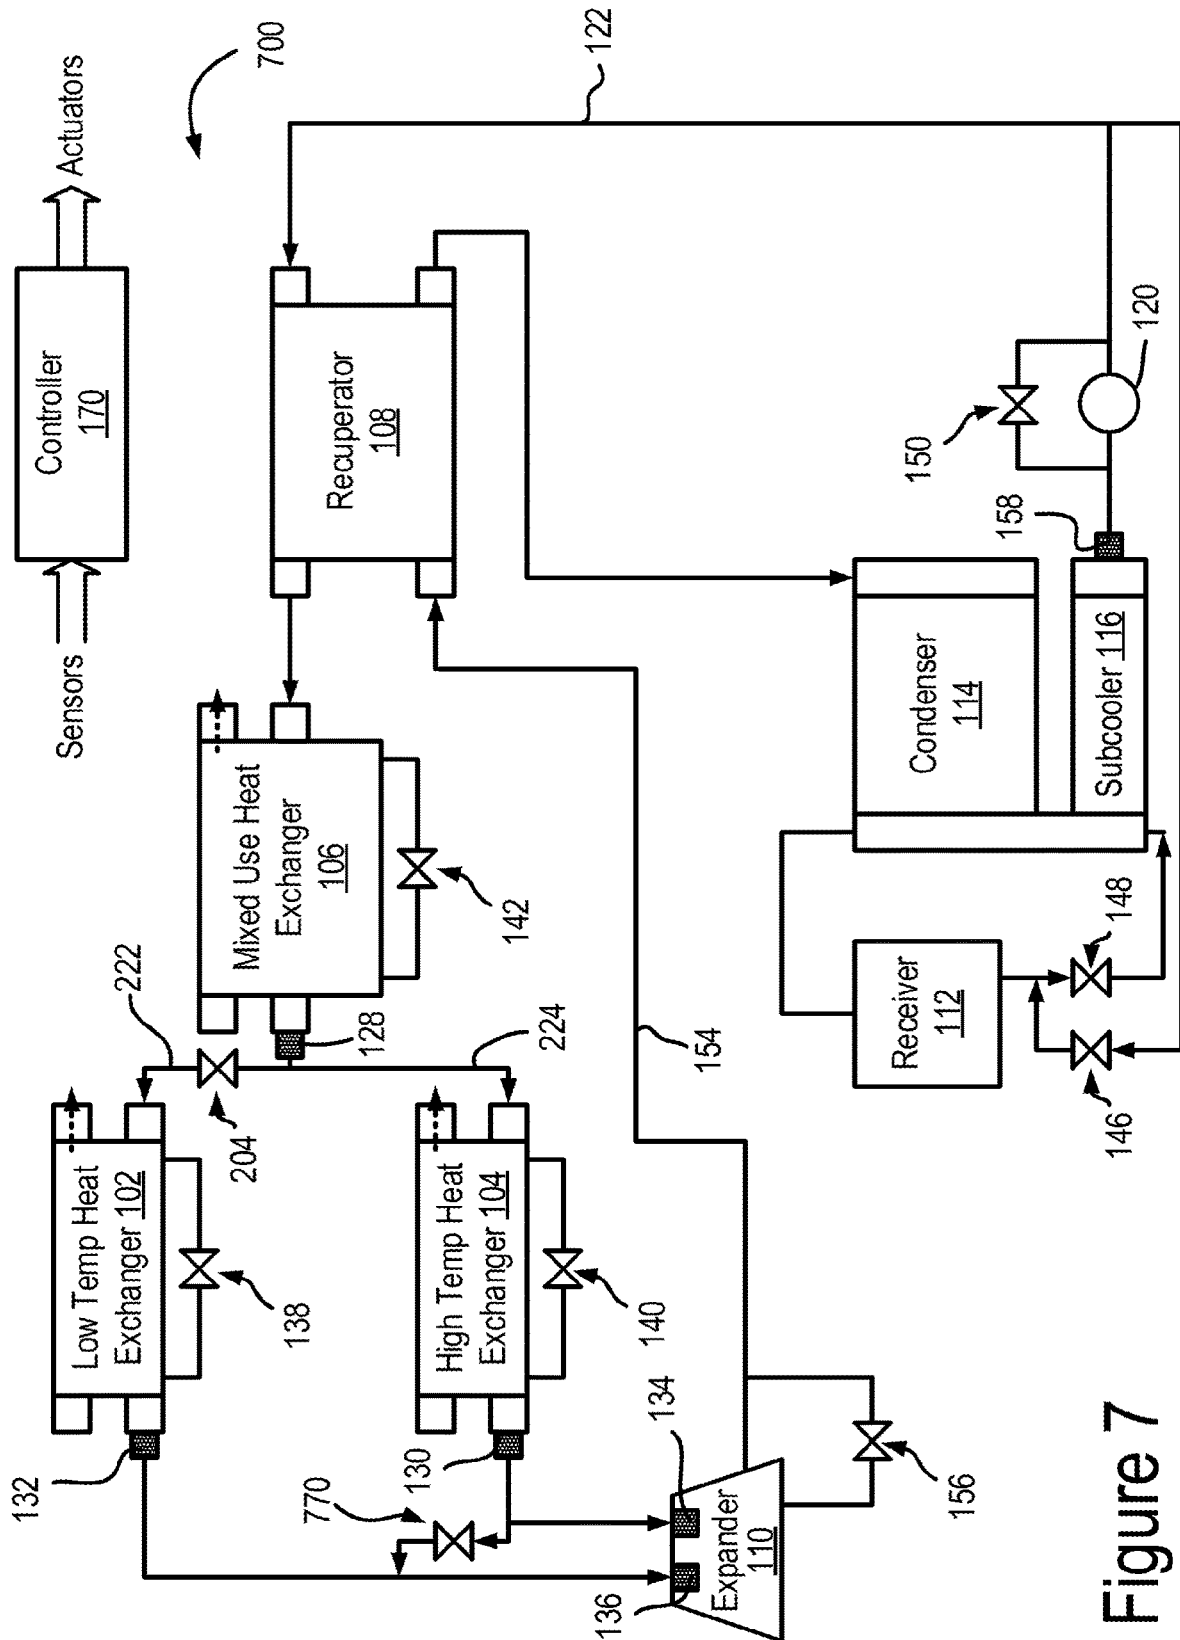 Sensors
Controller
170
Actuators
700
122
Recuperator
108
Mixed Use Heat
Exchanger
106
142
222
128
224
204
Low Temp Heat
Exchanger 102
138
132
High Temp Heat
Exchanger 104
140
130
770
134
136
Expander
110
156
154
Condenser
114
Subcooler 116
158
150
120
Receiver
112
148
146
Figure 7